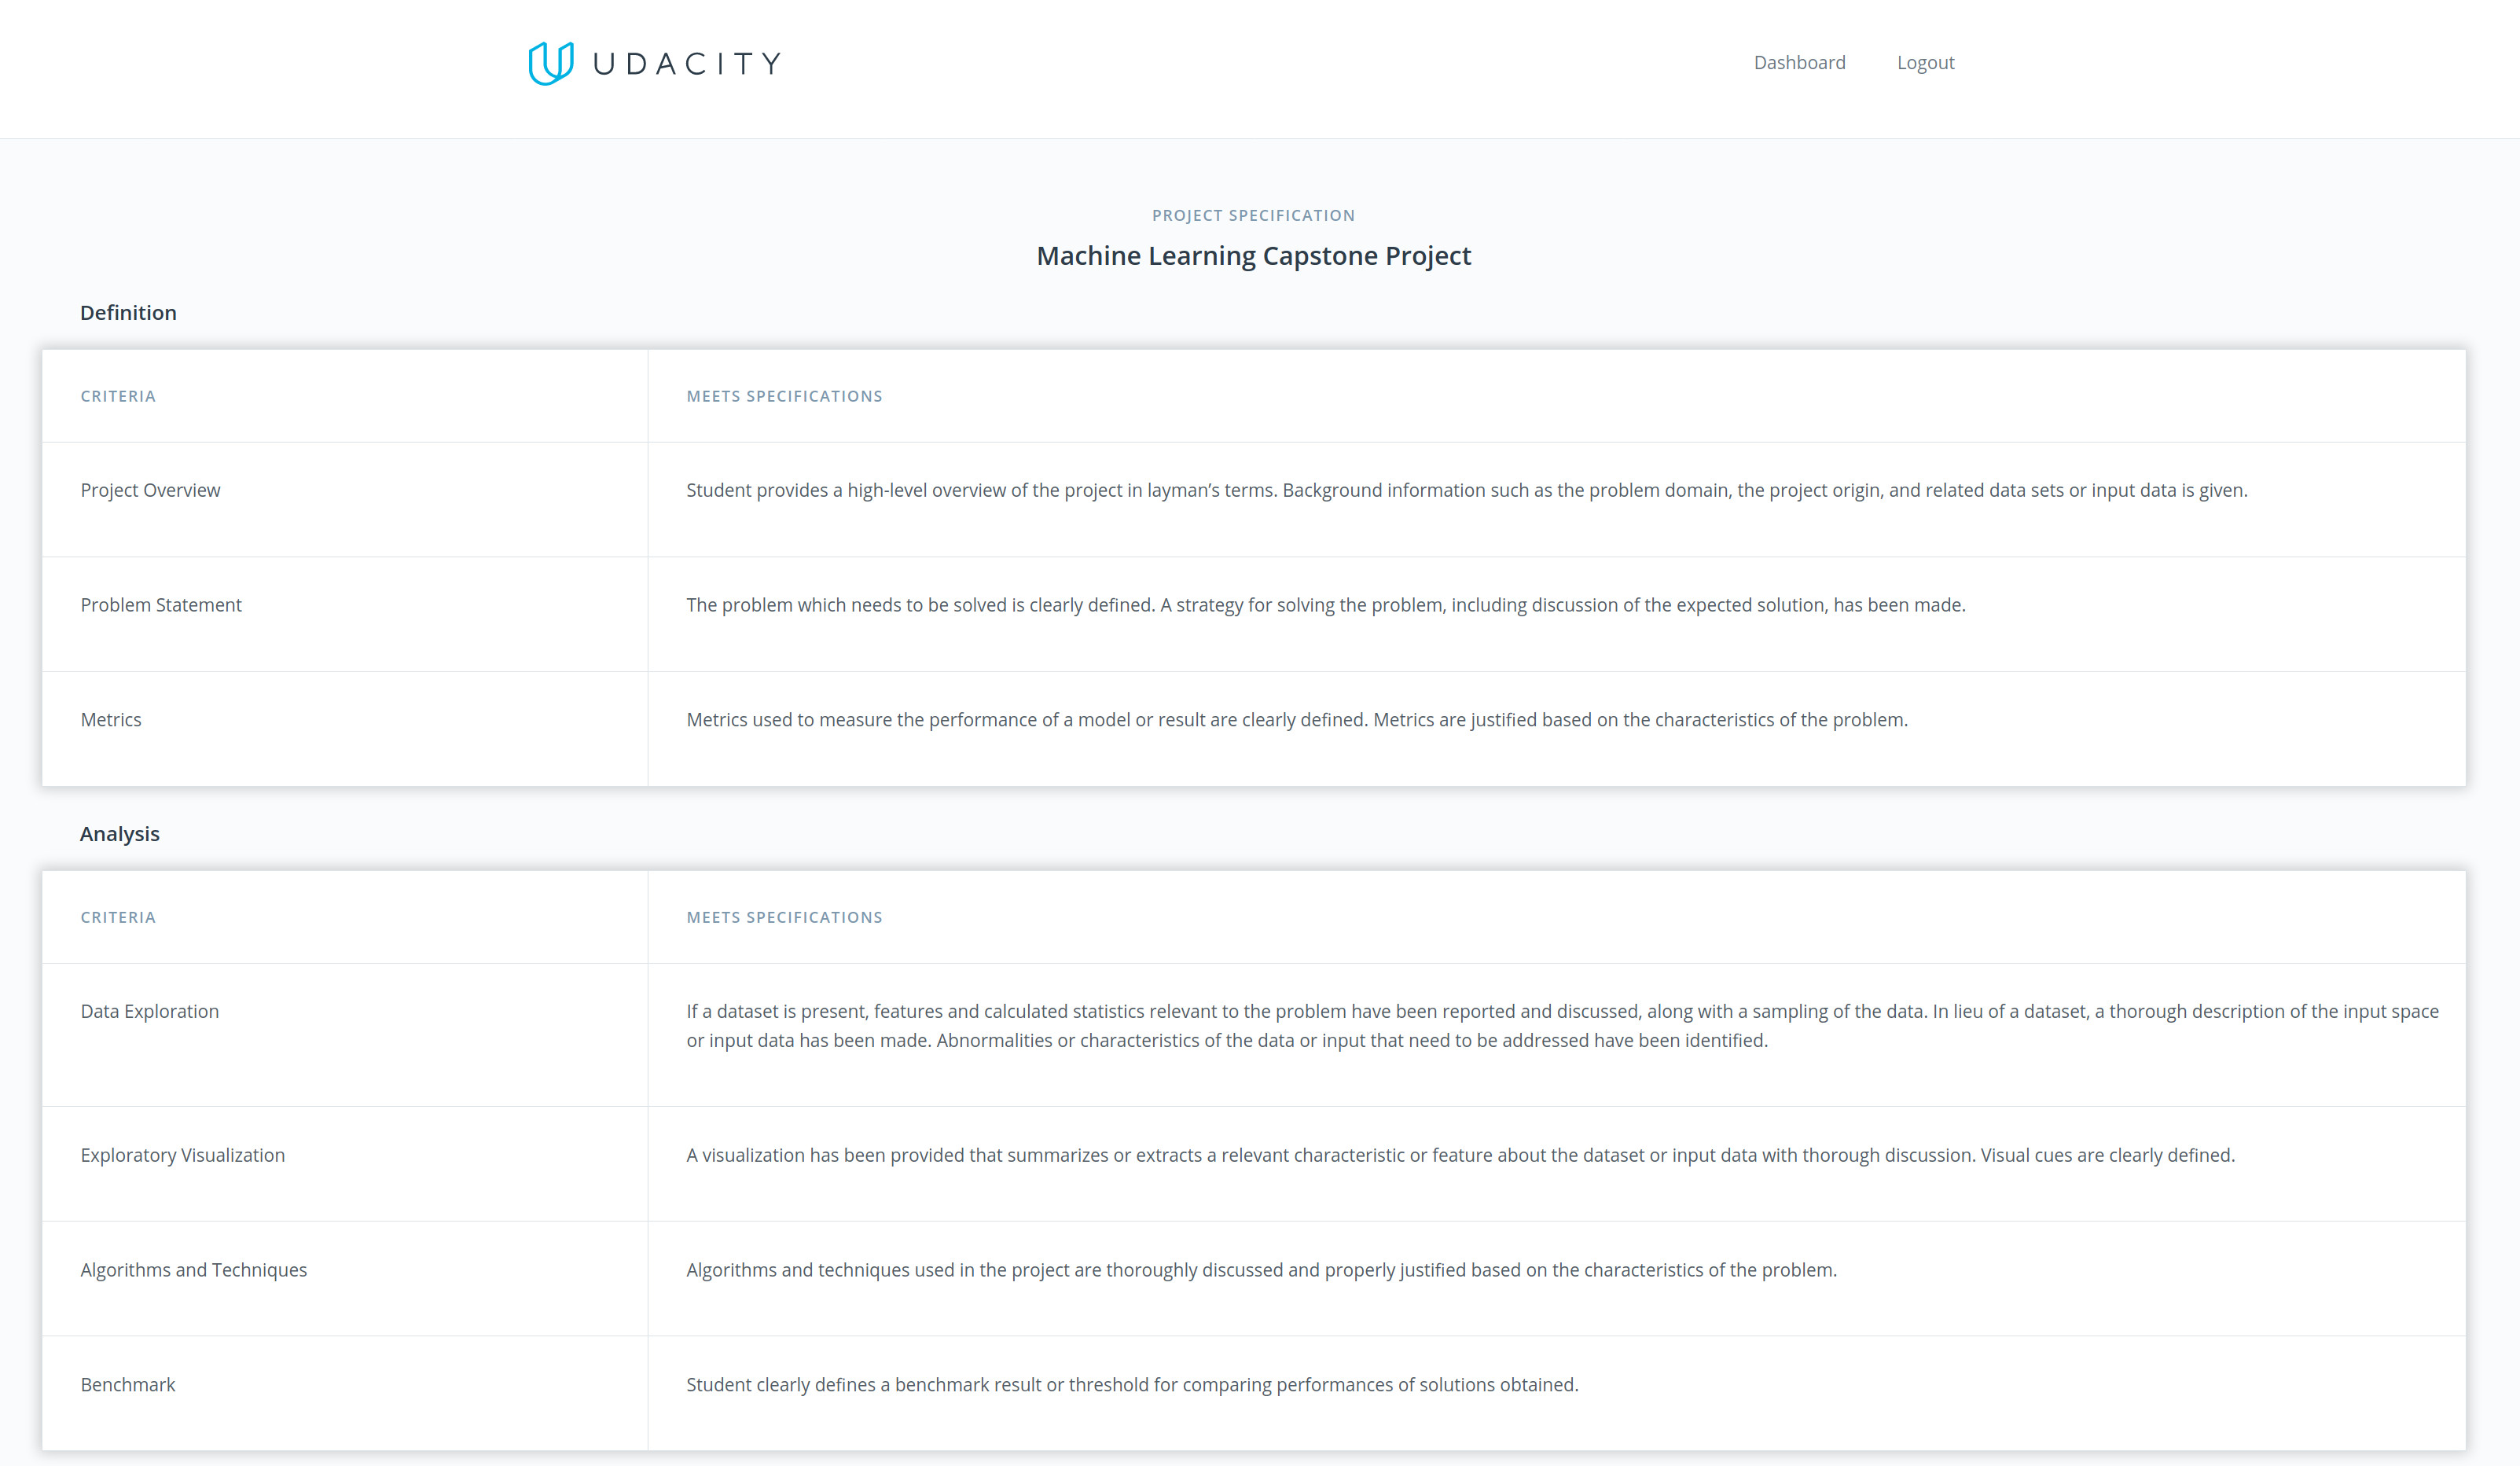 UDACITY
Dashboard Logout
PROJECT SPECIFICATION
Machine Learning Capstone Project
Definition
CRITERIA MEETS SPECIFICATIONS
Project Overview Student provides a high-level overview of the project in layman’s terms. Background information such as the problem domain, the project origin, and related data sets or input data is given.
Problem Statement The problem which needs to be solved is clearly defined. A strategy for solving the problem, including discussion of the expected solution, has been made.
Metrics Metrics used to measure the performance of a model or result are clearly defined. Metrics are justified based on the characteristics of the problem.
Analysis
CRITERIA MEETS SPECIFICATIONS
Data Exploration If a dataset is present, features and calculated statistics relevant to the problem have been reported and discussed, along with a sampling of the data. In lieu of a dataset, a thorough description of the input space
or input data has been made. Abnormalities or characteristics of the data or input that need to be addressed have been identified.
Exploratory Visualization A visualization has been provided that summarizes or extracts a relevant characteristic or feature about the dataset or input data with thorough discussion. Visual cues are clearly defined.
Algorithms and Techniques Algorithms and techniques used in the project are thoroughly discussed and properly justified based on the characteristics of the problem.
Benchmark Student clearly defines a benchmark result or threshold for comparing performances of solutions obtained.